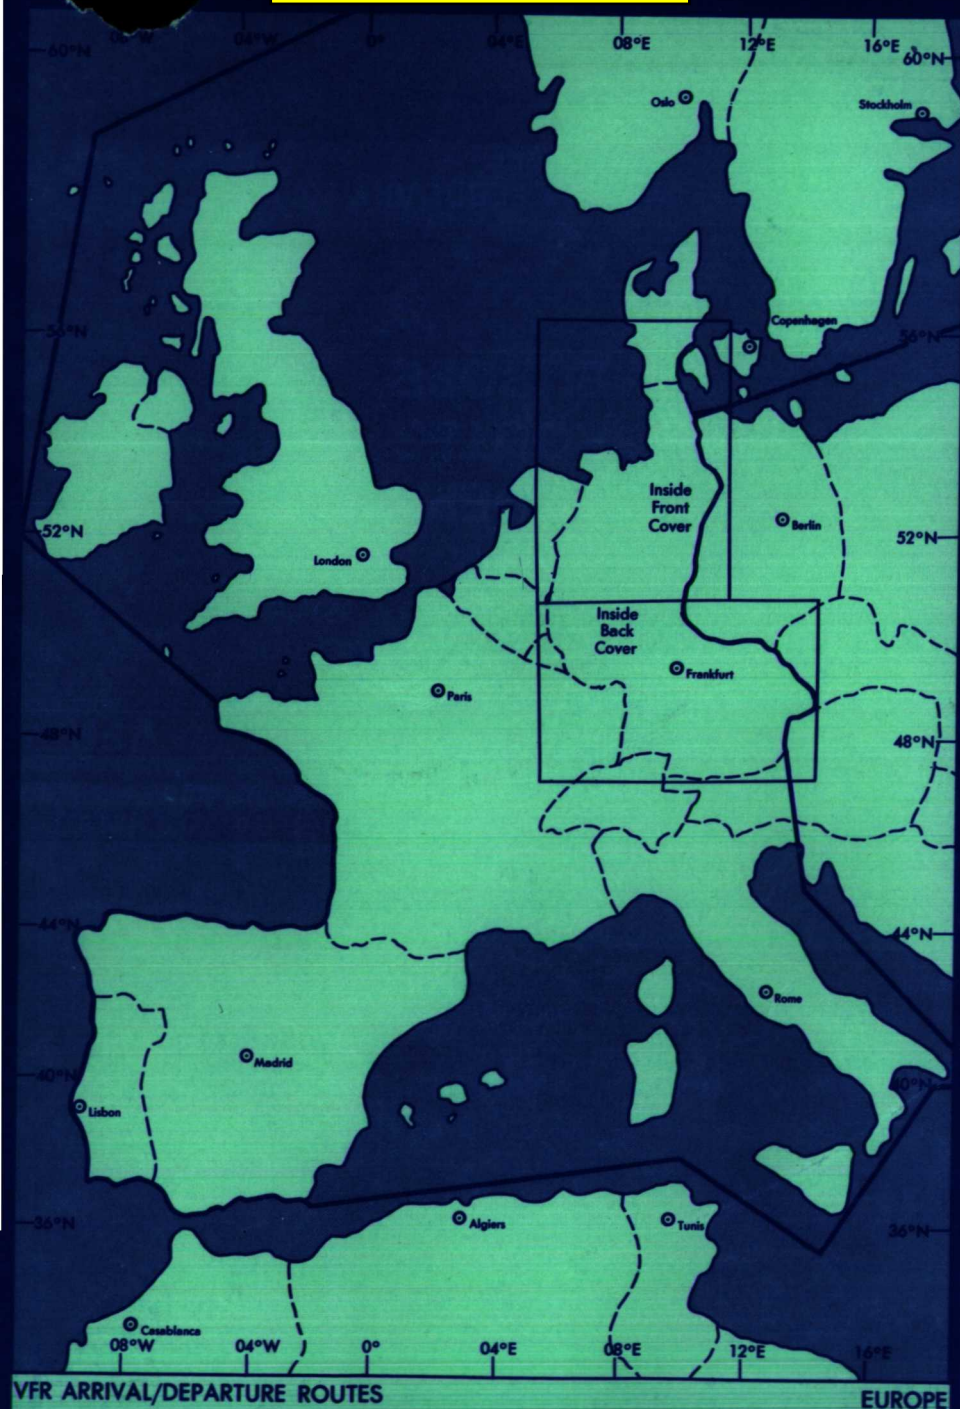 08°W 04°W 0° 04°E 08°E 12°E 16°E
60°N 60°N
Oslo
Stockholm
Copenhagen
56°N 56°N
Inside
Front
Cover
52°N
Berlin
52°N
London
Inside
Back
Cover
Frankfurt
Paris
48°N 48°N
44°N 44°N
Rome
Madrid
40°N 40°N
Lisbon
36°N
Algiers
Tunis
36°N
Casablanca
08°W 04°W 0° 04°E 08°E 12°E 16°E
VFR ARRIVAL/DEPARTURE ROUTES EUROPE